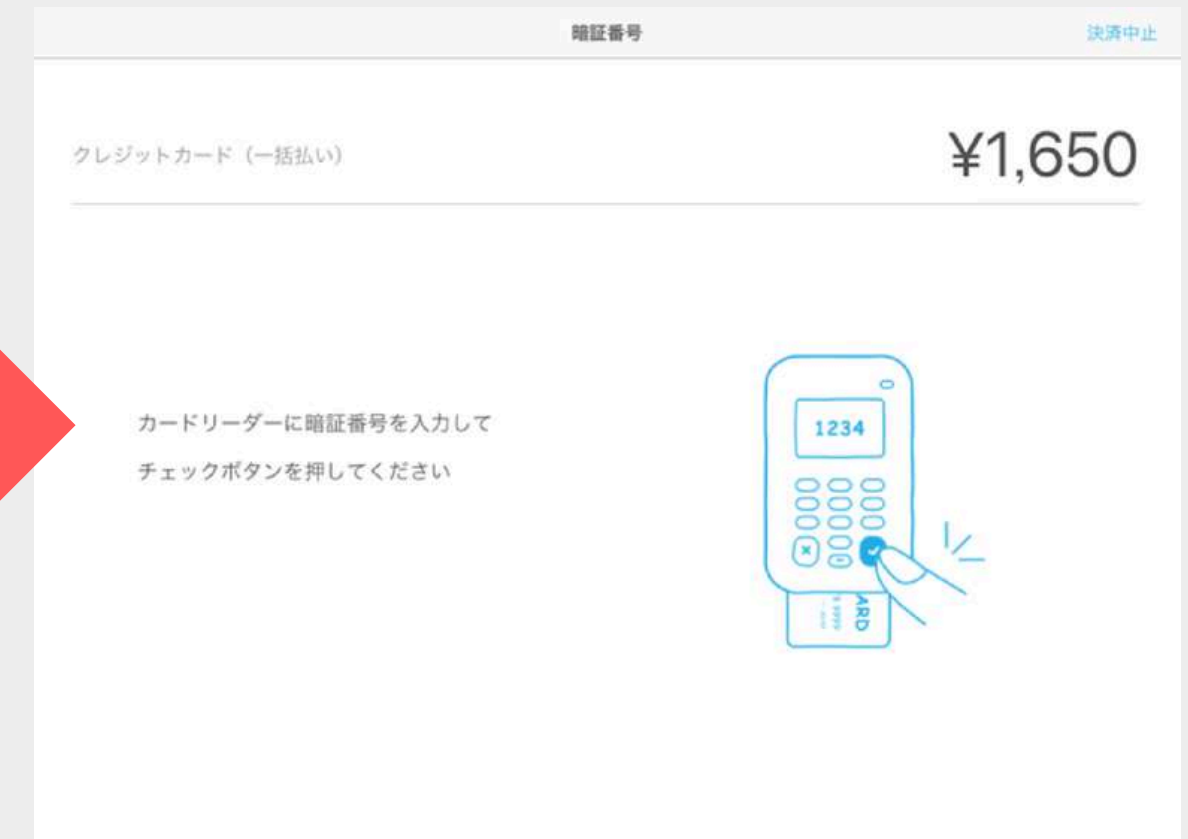 暗証番号
決済中止
クレジットカード（一括払い）
¥1,650
カードリーダーに暗証番号を入力して
チェックボタンを押してください
1234
ARD